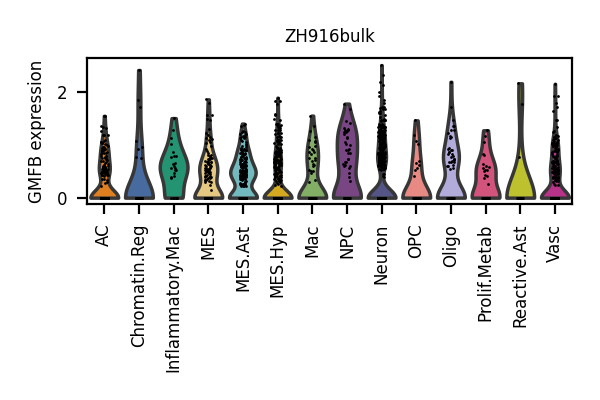 ZH916bulk
GMFB expression
2
0
AC
Chromatin.Reg
Inflammatory.Mac
MES
MES.Ast
MES.Hyp
Mac
NPC
Neuron
OPC
Oligo
Prolif.Metab
Reactive.Ast
Vasc